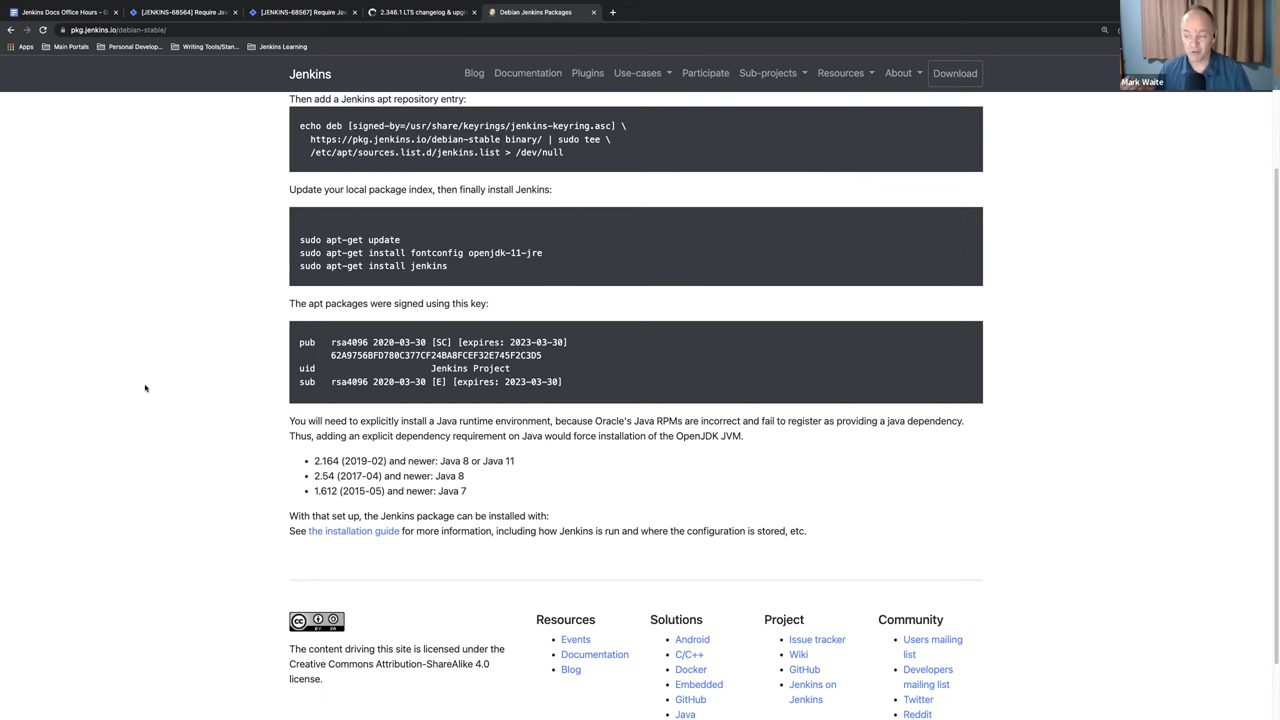 Jenkins Docs Office Hours - G
[JENKINS-68564] Require Jav
[JENKINS-68567] Require Jav
2.346.1 LTS changelog & upg
Debian Jenkins Packages
pkg.jenkins.io/debian-stable/
Apps
Main Portals
Personal Develop...
Writing Tools/Stan...
Jenkins Learning
Mark Waite
Jenkins
Blog
Documentation
Plugins
Use-cases
Participate
Sub-projects
Resources
About
Download
Then add a Jenkins apt repository entry:
echo deb [signed-by=/usr/share/keyrings/jenkins-keyring.asc] \
https://pkg.jenkins.io/debian-stable binary/ | sudo tee \
/etc/apt/sources.list.d/jenkins.list > /dev/null
Update your local package index, then finally install Jenkins:
sudo apt-get update
sudo apt-get install fontconfig openjdk-11-jre
sudo apt-get install jenkins
The apt packages were signed using this key:
pub rsa4096 2020-03-30 [SC] [expires: 2023-03-30]
62A9756BFD780C377CF24BA8FCEF32E745F2C3D5
uid Jenkins Project
sub rsa4096 2020-03-30 [E] [expires: 2023-03-30]
You will need to explicitly install a Java runtime environment, because Oracle's Java RPMs are incorrect and fail to register as providing a java dependency.
Thus, adding an explicit dependency requirement on Java would force installation of the OpenJDK JVM.
• 2.164 (2019-02) and newer: Java 8 or Java 11
• 2.54 (2017-04) and newer: Java 8
• 1.612 (2015-05) and newer: Java 7
With that set up, the Jenkins package can be installed with:
See the installation guide for more information, including how Jenkins is run and where the configuration is stored, etc.
CC
BY SA
The content driving this site is licensed under the
Creative Commons Attribution-ShareAlike 4.0
license.
Resources
• Events
• Documentation
• Blog
Solutions
• Android
• C/C++
• Docker
• Embedded
• GitHub
• Java
Project
• Issue tracker
• Wiki
• GitHub
• Jenkins on
Jenkins
Community
• Users mailing
list
• Developers
mailing list
• Twitter
• Reddit